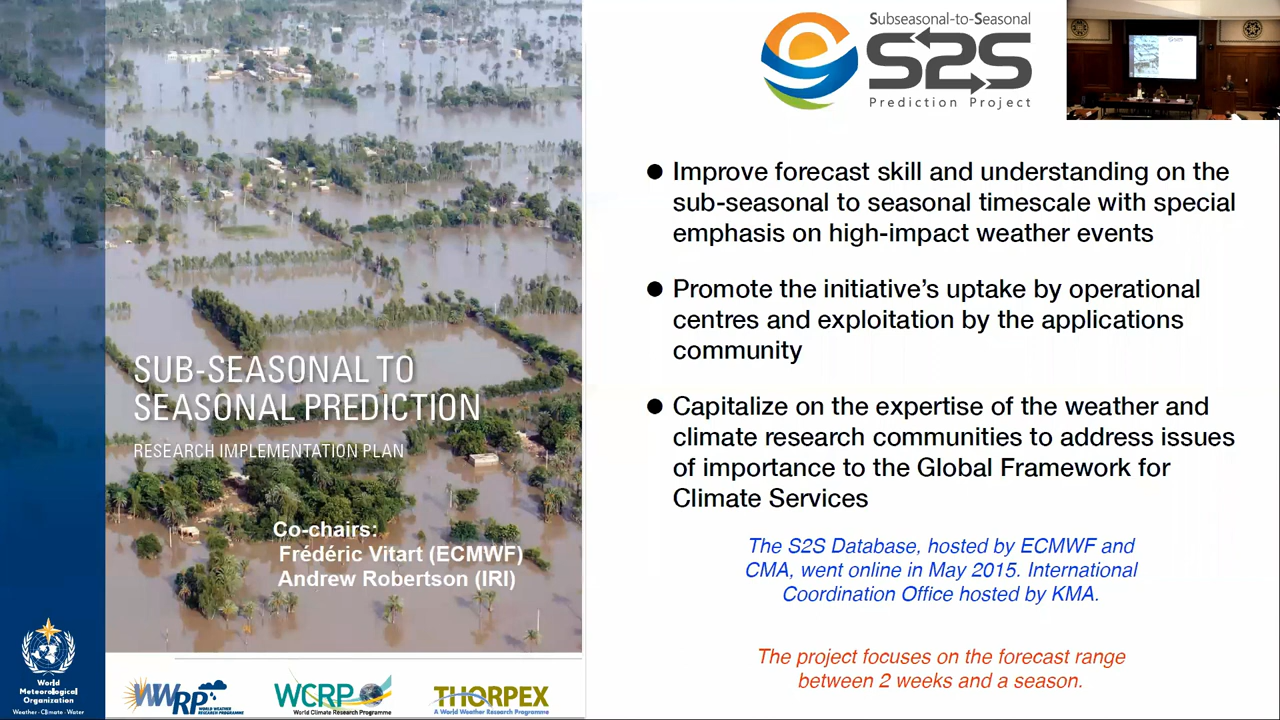 SUB-SEASONAL TO
SEASONAL PREDICTION
RESEARCH IMPLEMENTATION PLAN
Co-chairs:
Frédéric Vitart (ECMWF)
Andrew Robertson (IRI)
World
Meteorological
Organization
Weather · Climate · Water
WWRP
WORLD WEATHER
RESEARCH PROGRAMME
WCRP
World Climate Research Programme
THORPEX
A World Weather Research Programme
Subseasonal-to-Seasonal
S2S
Prediction Project
● Improve forecast skill and understanding on the
sub-seasonal to seasonal timescale with special
emphasis on high-impact weather events
● Promote the initiative's uptake by operational
centres and exploitation by the applications
community
● Capitalize on the expertise of the weather and
climate research communities to address issues
of importance to the Global Framework for
Climate Services
The S2S Database, hosted by ECMWF and
CMA, went online in May 2015. International
Coordination Office hosted by KMA.
The project focuses on the forecast range
between 2 weeks and a season.